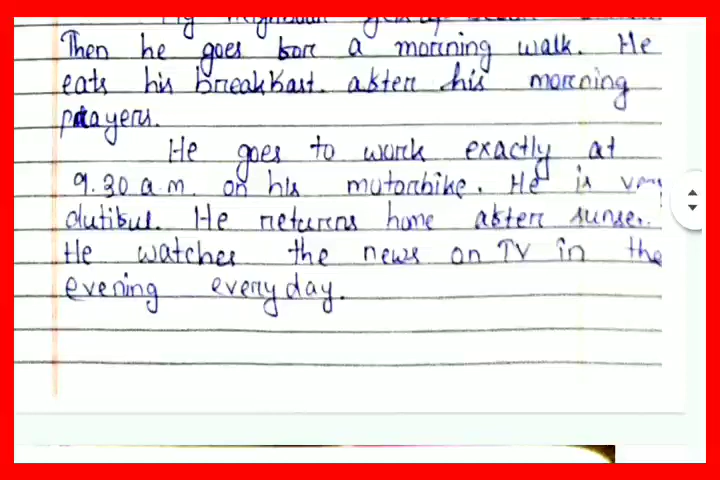 My neighbour
Then he goes for a morning walk. He
eats his breakfast after his morning
prayers.
He goes to work exactly at
9.30 a.m. on his motorbike. He is very
dutiful. He returns home after sunset.
He watches the news on TV in the
evening everyday.